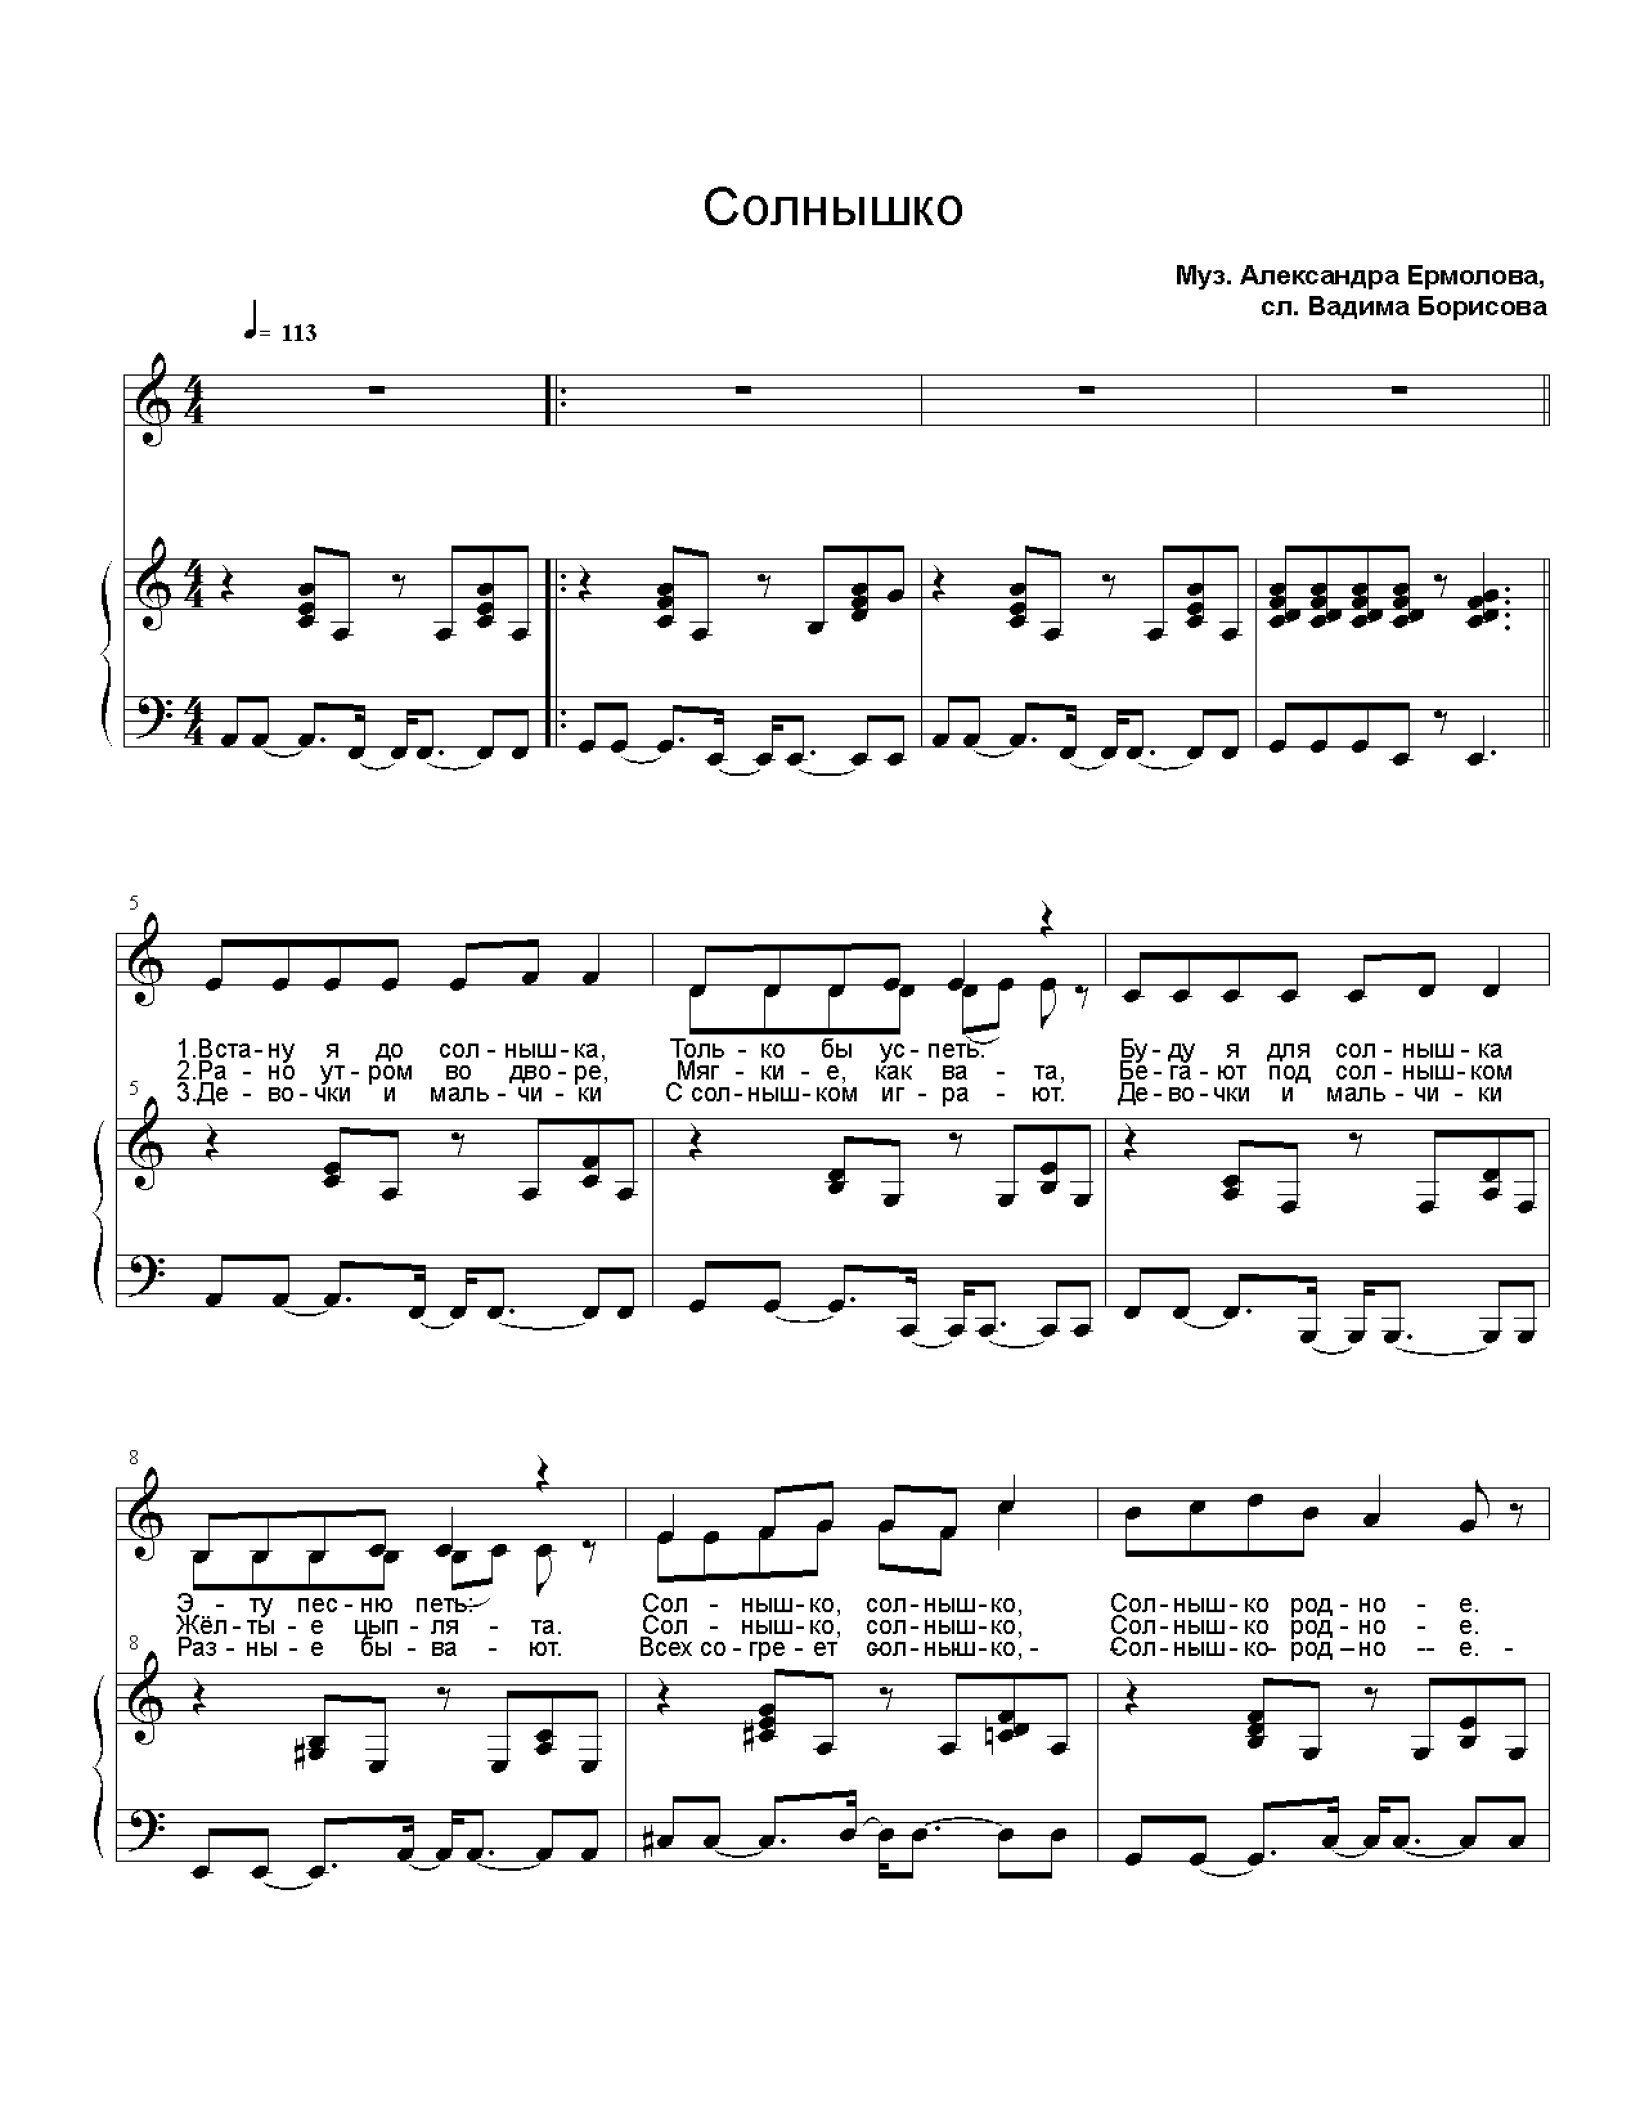 Солнышко
Муз. Александра Ермолова,
сл. Вадима Борисова
= 113
5
1.Вста-ну я до сол-ныш-ка, Толь-ко бы ус-петь. Бу-ду я для сол-ныш-ка
2.Ра-но ут-ром во дво-ре, Мяг-ки-е, как ва-та, Бе-га-ют под сол-ныш-ком
3.Де-во-чки и маль-чи-ки С сол-ныш-ком иг-ра-ют. Де-во-чки и маль-чи-ки
5
8
Э-ту пес-ню петь: Сол-ныш-ко, сол-ныш-ко, Сол-ныш-ко род-но-е.
Жёл-ты-е цып-ля-та. Сол-ныш-ко, сол-ныш-ко, Сол-ныш-ко род-но-е.
Раз-ны-е бы-ва-ют. Всех со-гре-ет сол-ныш-ко,- Сол-ныш-ко род-но-е.-
8